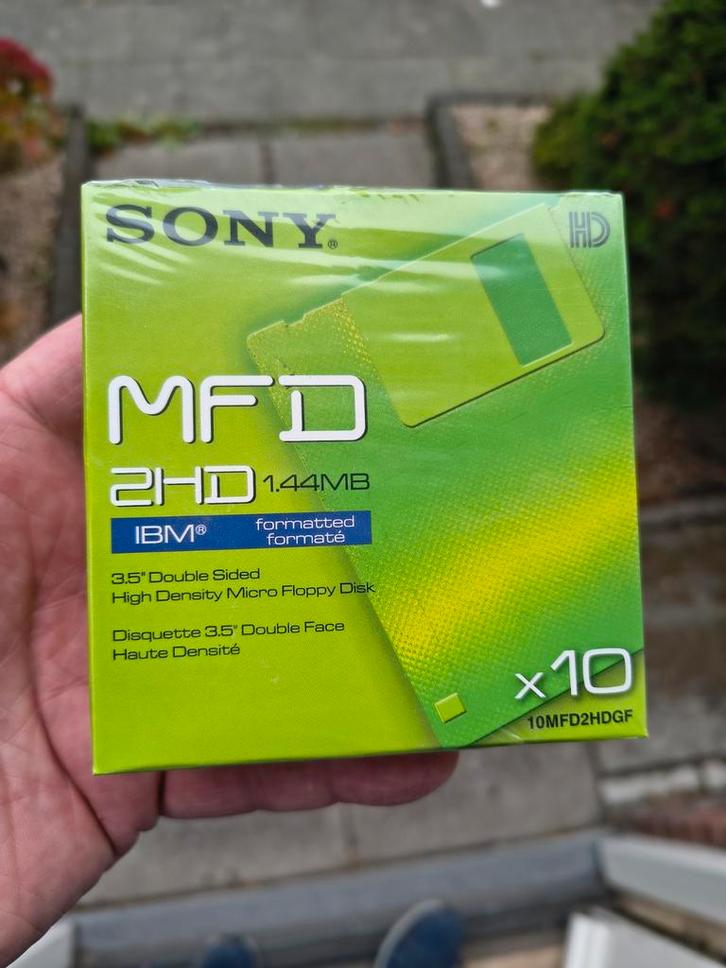 SONY®
HD
MFD
2HD 1.44MB
IBM® formatted
formaté
3.5" Double Sided
High Density Micro Floppy Disk
Disquette 3.5" Double Face
Haute Densité
x10
10MFD2HDGF